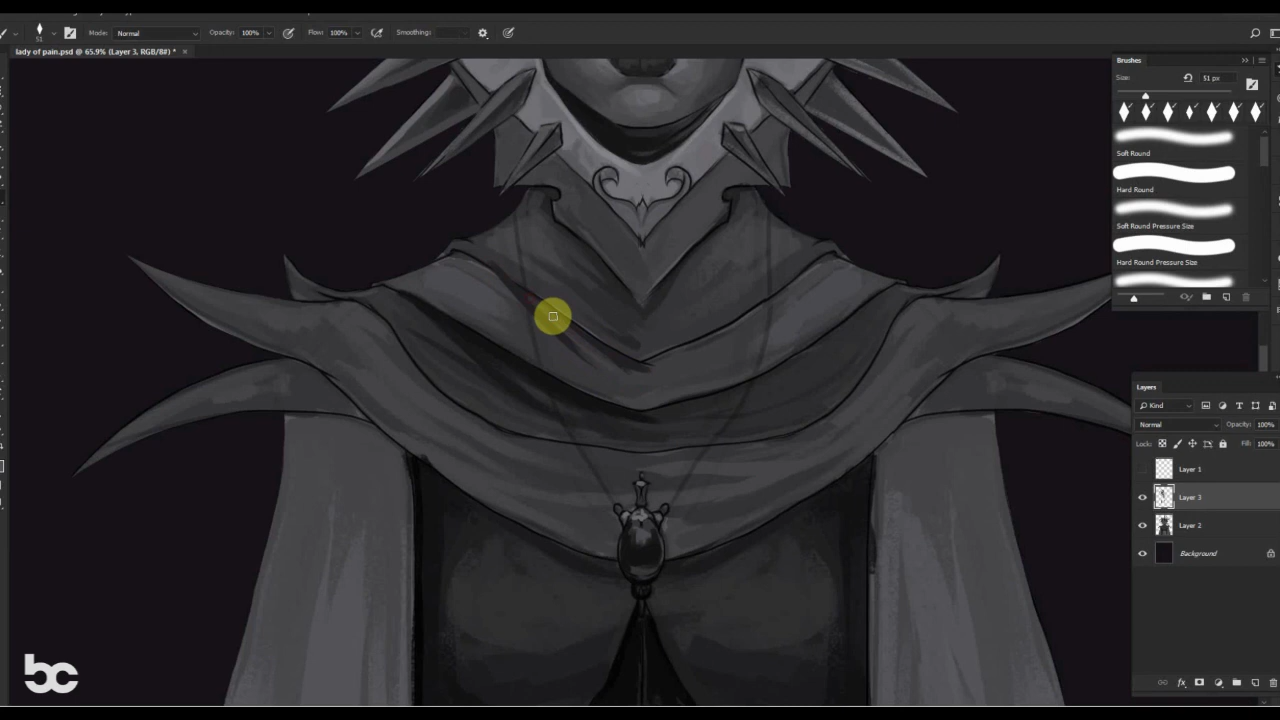 51
Mode: Normal
Opacity: 100%
Flow: 100%
Smoothing:
lady of pain.psd @ 65.9% (Layer 3, RGB/8#) * ×
Brushes
Size: 51 px
Soft Round
Hard Round
Soft Round Pressure Size
Hard Round Pressure Size
Layers
Kind
Normal
Opacity: 100%
Lock:
Fill: 100%
Layer 1
Layer 3
Layer 2
Background
fx
bc